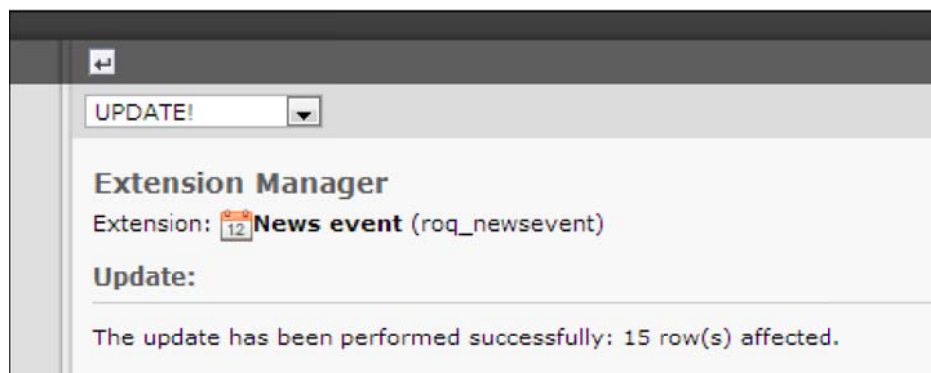 UPDATE!
Extension Manager
Extension: 12 News event (roq_newsevent)
Update:
The update has been performed successfully: 15 row(s) affected.